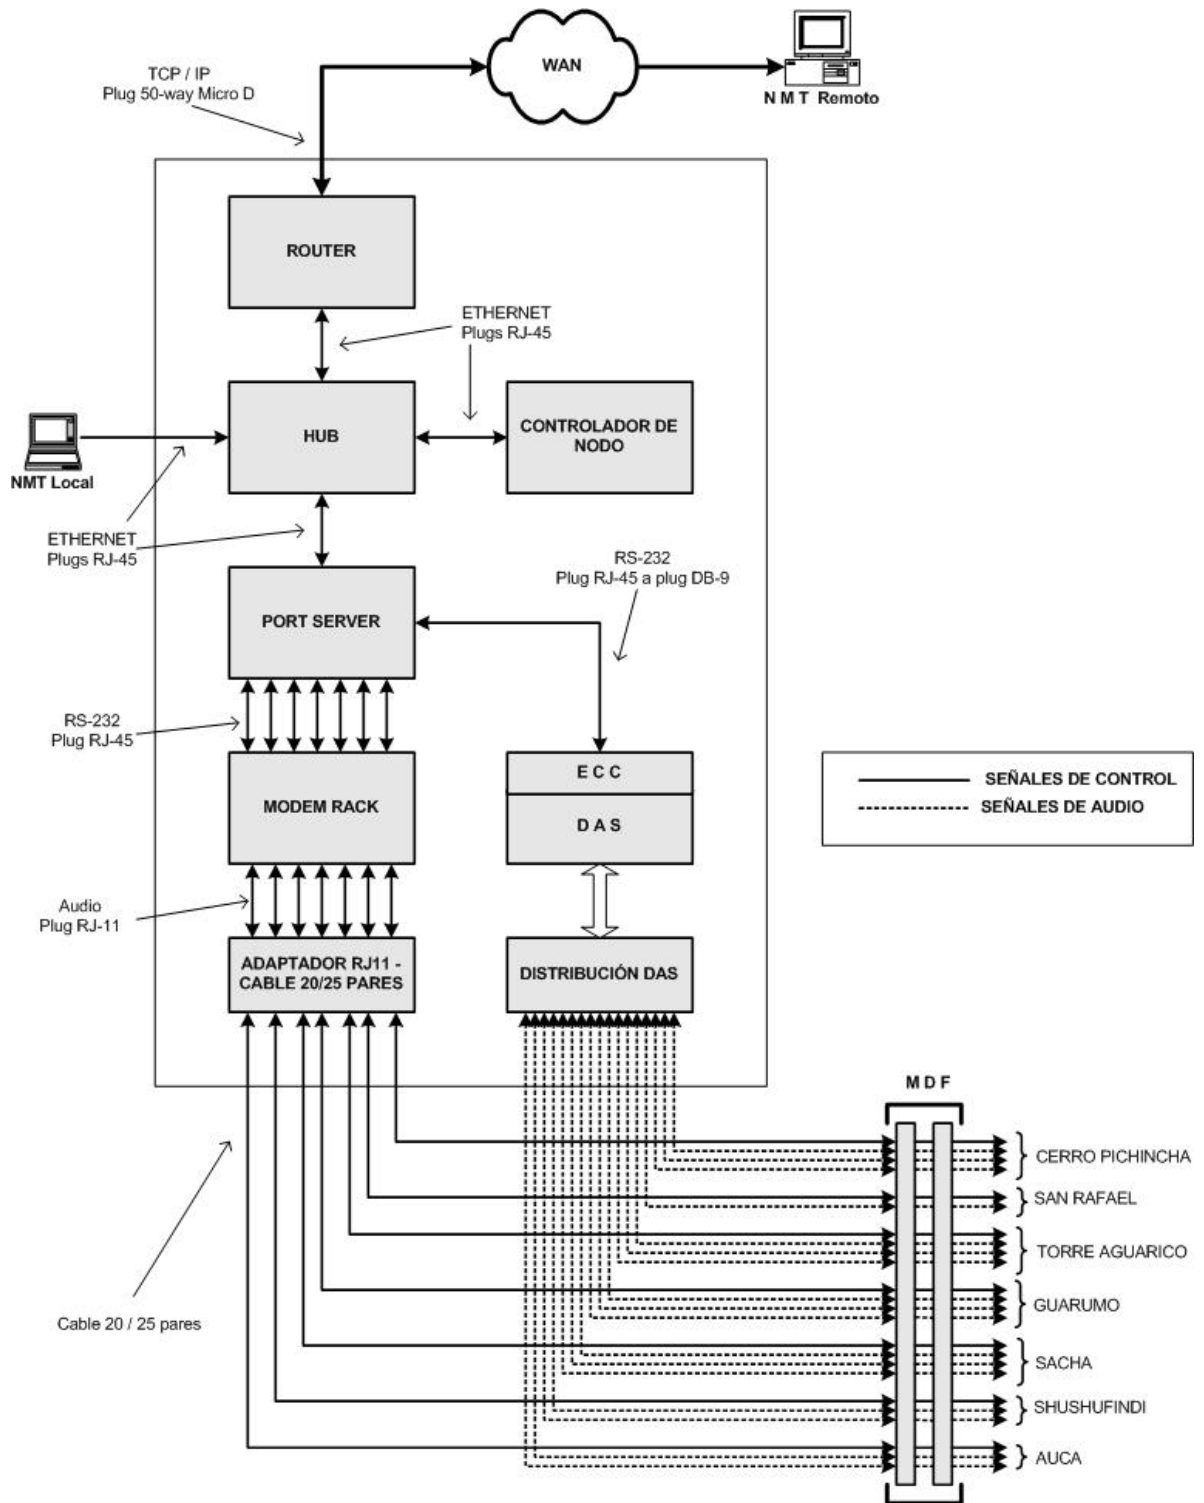 WAN
TCP / IP
Plug 50-way Micro D
N M T Remoto
ROUTER
ETHERNET
Plugs RJ-45
HUB
CONTROLADOR DE
NODO
NMT Local
ETHERNET
Plugs RJ-45
RS-232
Plug RJ-45 a plug DB-9
PORT SERVER
RS-232
Plug RJ-45
E C C
MODEM RACK
D A S
SEÑALES DE CONTROL
SEÑALES DE AUDIO
Audio
Plug RJ-11
ADAPTADOR RJ11 -
CABLE 20/25 PARES
DISTRIBUCIÓN DAS
M D F
CERRO PICHINCHA
SAN RAFAEL
TORRE AGUARICO
GUARUMO
Cable 20 / 25 pares
SACHA
SHUSHUFINDI
AUCA